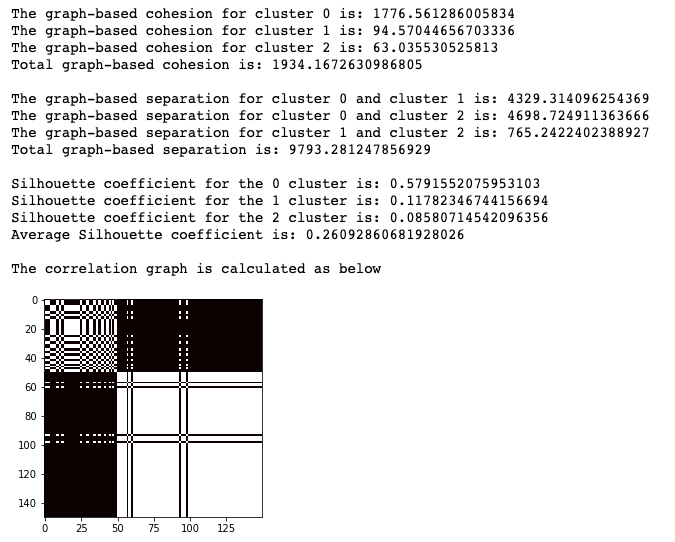 The graph-based cohesion for cluster 0 is: 1776.561286005834
The graph-based cohesion for cluster 1 is: 94.57044656703336
The graph-based cohesion for cluster 2 is: 63.035530525813
Total graph-based cohesion is: 1934.1672630986805
The graph-based separation for cluster 0 and cluster 1 is: 4329.314096254369
The graph-based separation for cluster 0 and cluster 2 is: 4698.724911363666
The graph-based separation for cluster 1 and cluster 2 is: 765.2422402388927
Total graph-based separation is: 9793.281247856929
Silhouette coefficient for the 0 cluster is: 0.5791552075953103
Silhouette coefficient for the 1 cluster is: 0.11782346744156694
Silhouette coefficient for the 2 cluster is: 0.08580714542096356
Average Silhouette coefficient is: 0.26092860681928026
The correlation graph is calculated as below
0
20
40
60
80
100
120
140
0 25 50 75 100 125